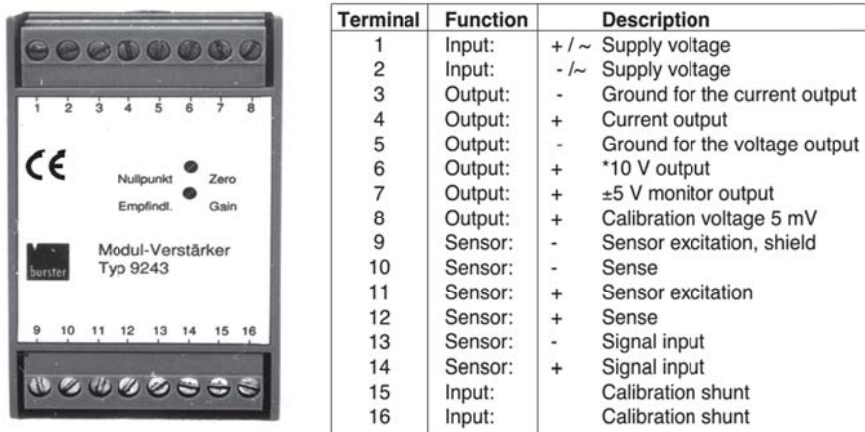 1 2 3 4 5 6 7 8
CE
Nullpunkt Zero
Empfindl. Gain
burster
Modul-Verstärker
Typ 9243
9 10 11 12 13 14 15 16
Terminal Function Description
1 Input: + / ~ Supply voltage
2 Input: - /~ Supply voltage
3 Output: - Ground for the current output
4 Output: + Current output
5 Output: - Ground for the voltage output
6 Output: + *10 V output
7 Output: + ±5 V monitor output
8 Output: + Calibration voltage 5 mV
9 Sensor: - Sensor excitation, shield
10 Sensor: - Sense
11 Sensor: + Sensor excitation
12 Sensor: + Sense
13 Sensor: - Signal input
14 Sensor: + Signal input
15 Input: Calibration shunt
16 Input: Calibration shunt